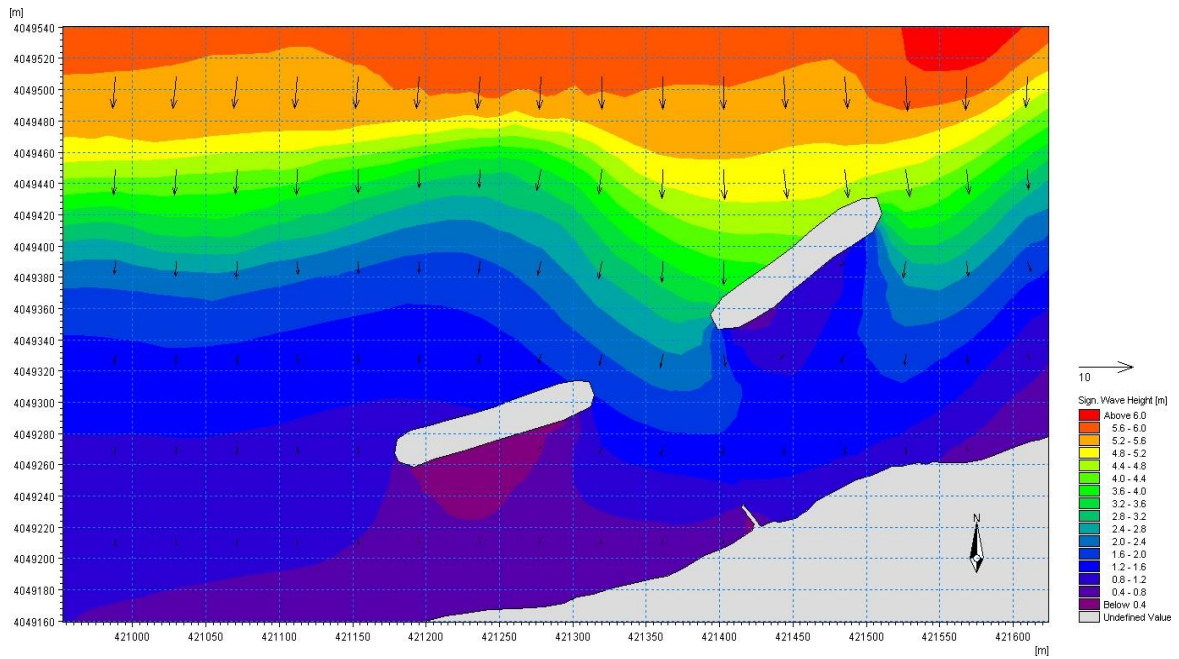 [m]
4049540
4049520
4049500
4049480
4049460
4049440
4049420
4049400
4049380
4049360
4049340
4049320
4049300
4049280
4049260
4049240
4049220
4049200
4049180
4049160
421000 421050 421100 421150 421200 421250 421300 421350 421400 421450 421500 421550 421600
[m]
N
10
Sign. Wave Height [m]
Above 6.0
5.6 - 6.0
5.2 - 5.6
4.8 - 5.2
4.4 - 4.8
4.0 - 4.4
3.6 - 4.0
3.2 - 3.6
2.8 - 3.2
2.4 - 2.8
2.0 - 2.4
1.6 - 2.0
1.2 - 1.6
0.8 - 1.2
0.4 - 0.8
Below 0.4
Undefined Value